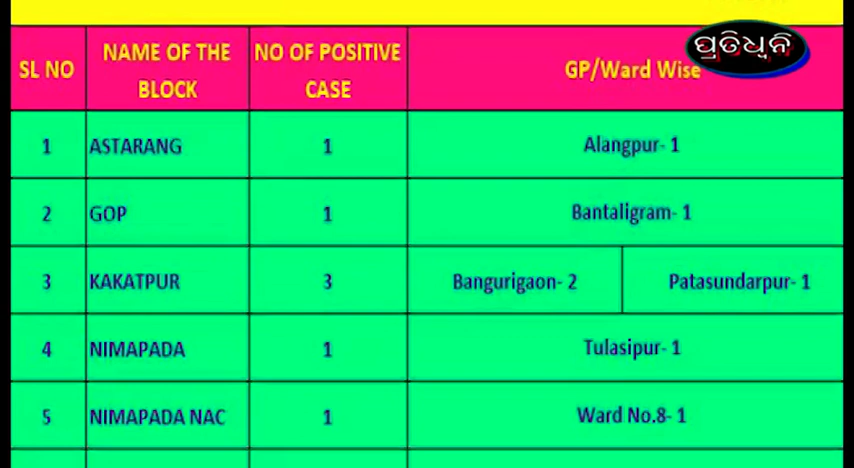 ପ୍ରତିଧ୍ୱନି
SL NO NAME OF THE BLOCK NO OF POSITIVE CASE GP/Ward Wise
1 ASTARANG 1 Alangpur- 1
2 GOP 1 Bantaligram- 1
3 KAKATPUR 3 Bangurigaon- 2 Patasundarpur- 1
4 NIMAPADA 1 Tulasipur- 1
5 NIMAPADA NAC 1 Ward No.8- 1